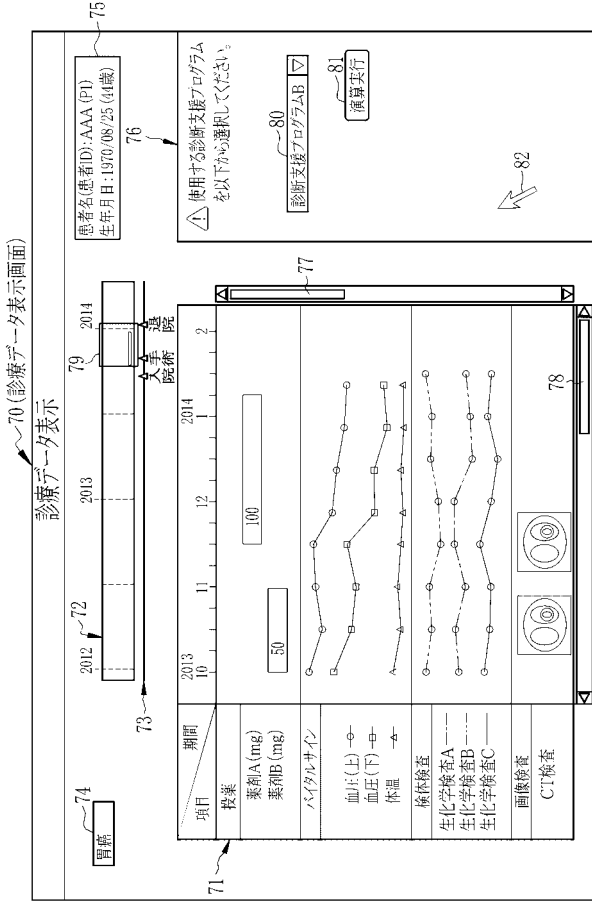 70 (診療データ表示画面)
診療データ表示
74
胃癌
72
2012
2013
2014
79
73
入院
手術
退院
75
患者名(患者ID):AAA (P1)
生年月日:1970/08/25 (44歳)
71
項目
期間
2013
10
11
12
2014
1
2
投薬
薬剤A(mg)
100
薬剤B(mg)
50
バイタルサイン
血圧(上)
血圧(下)
体温
検体検査
生化学検査A
生化学検査B
生化学検査C
画像検査
CT検査
77
78
76
使用する診断支援プログラム
を以下から選択してください。
80
診断支援プログラムB
81
演算実行
82